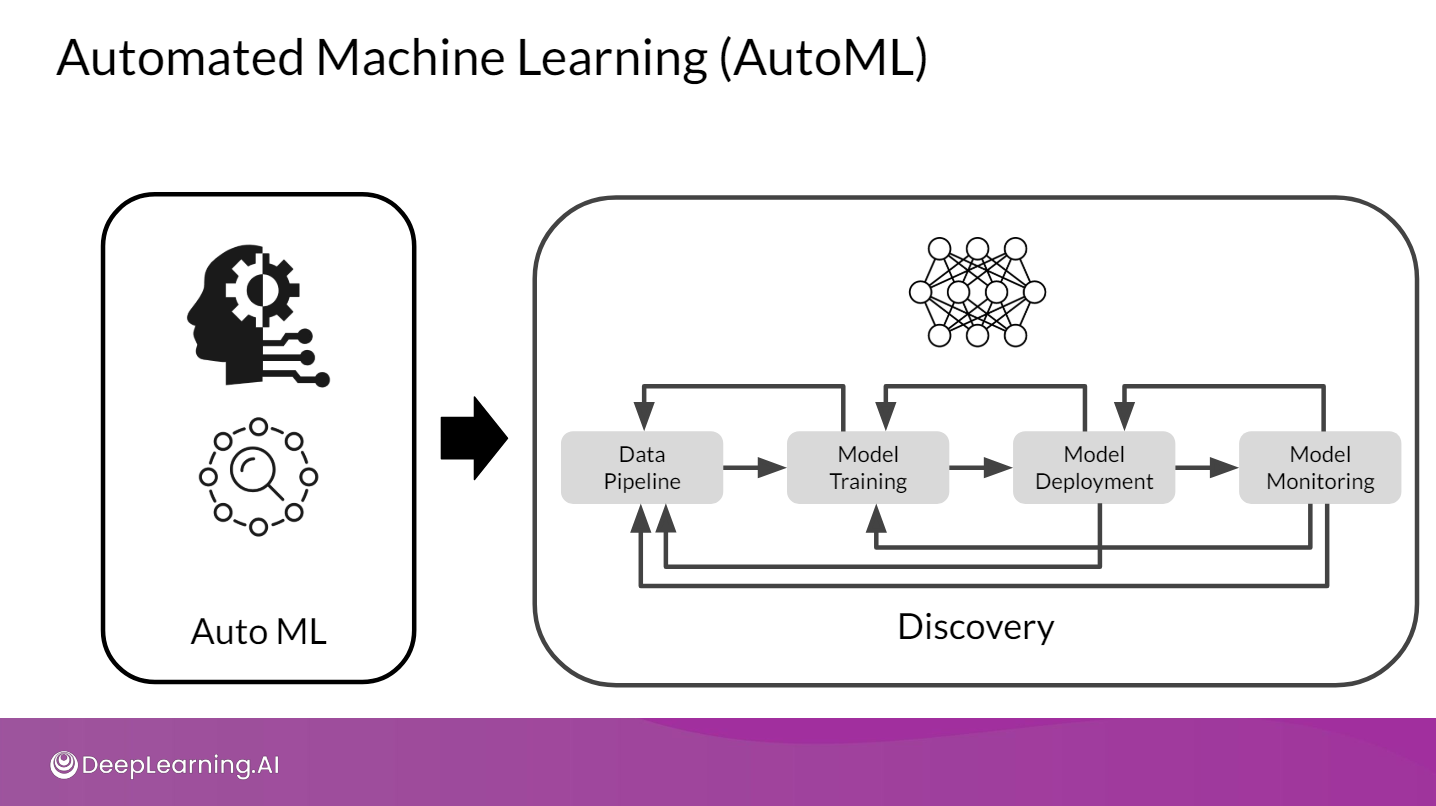 Automated Machine Learning (AutoML)
Auto ML
Data
Pipeline
Model
Training
Model
Deployment
Model
Monitoring
Discovery
DeepLearning.AI